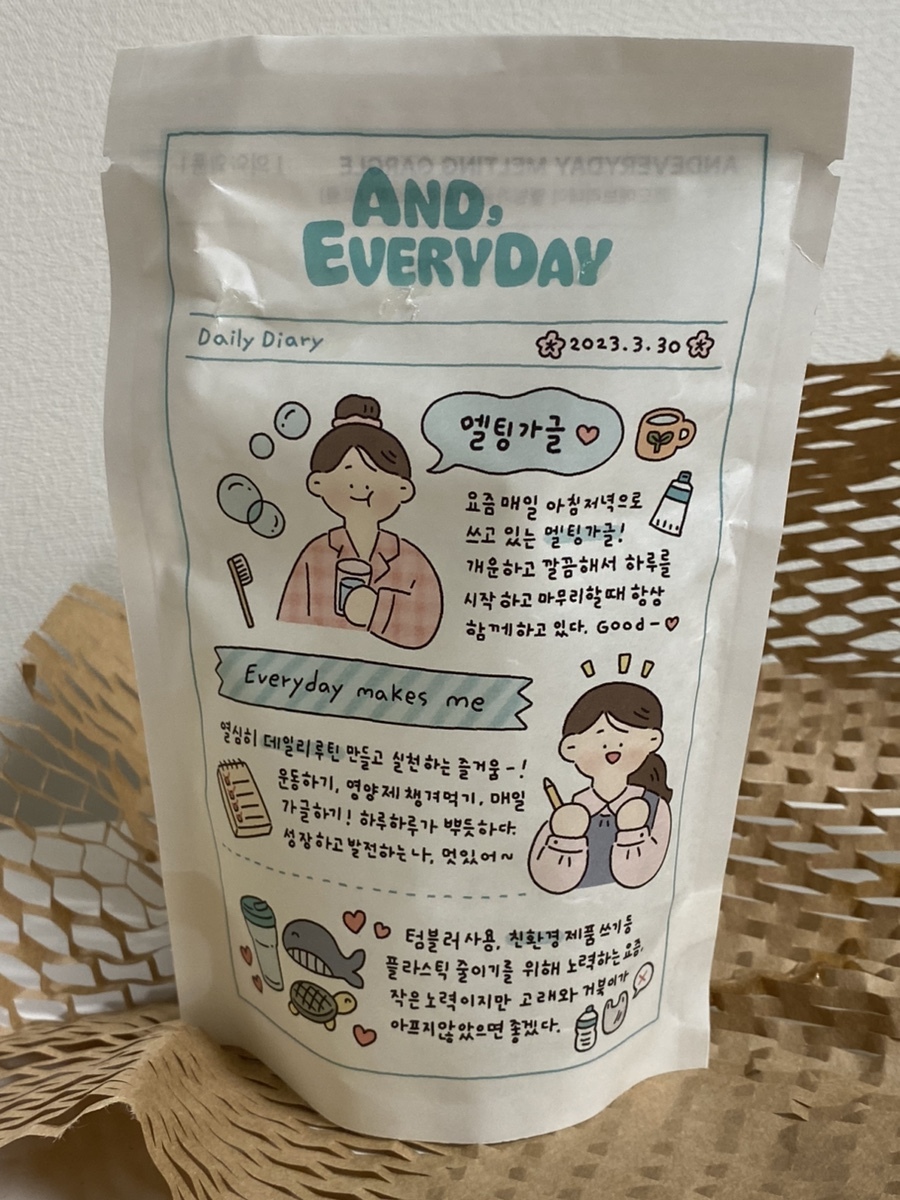 AND,
EVERYDAY
Daily Diary
2023.3.30
멜팅가글
요즘 매일 아침저녁으로
쓰고 있는 멜팅가글!
개운하고 깔끔해서 하루를
시작하고 마무리할때 항상
함께하고 있다. Good-
Everyday makes me
열심히 데일리루틴 만들고 실천하는 즐거움-!
운동하기, 영양제 챙겨먹기, 매일
가글하기! 하루하루가 뿌듯하다.
성장하고 발전하는 나, 멋있어~
텀블러사용, 친환경 제품 쓰기등
플라스틱 줄이기를 위해 노력하는요즘,
작은노력이지만 고래와 거북이가
아프지않았으면 좋겠다.